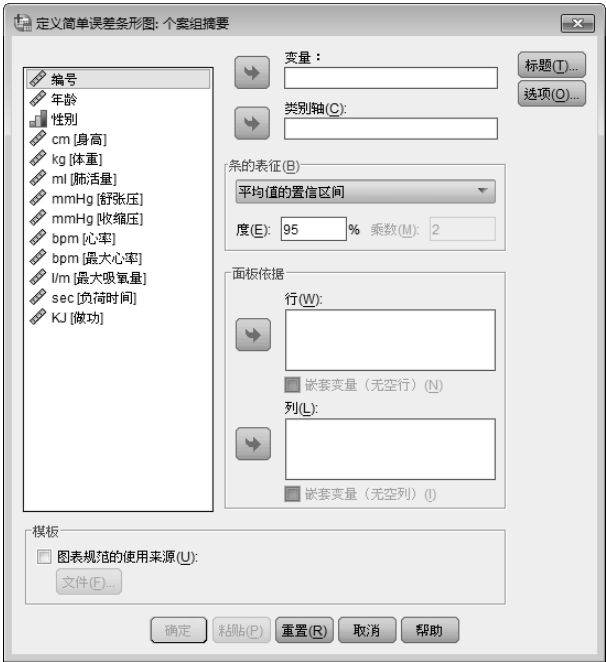 定义简单误差条形图: 个案组摘要
编号
年龄
性别
cm [身高]
kg [体重]
ml [肺活量]
mmHg [舒张压]
mmHg [收缩压]
bpm [心率]
bpm [最大心率]
l/m [最大吸氧量]
sec [负荷时间]
KJ [做功]
变量：
类别轴(C):
标题(T)...
选项(O)...
条的表征(B)
平均值的置信区间
度(E): 95 % 乘数(M): 2
面板依据
行(W):
嵌套变量（无空行）(N)
列(L):
嵌套变量（无空列）(I)
模板
图表规范的使用来源(U):
文件(F)...
确定 粘贴(P) 重置(R) 取消 帮助